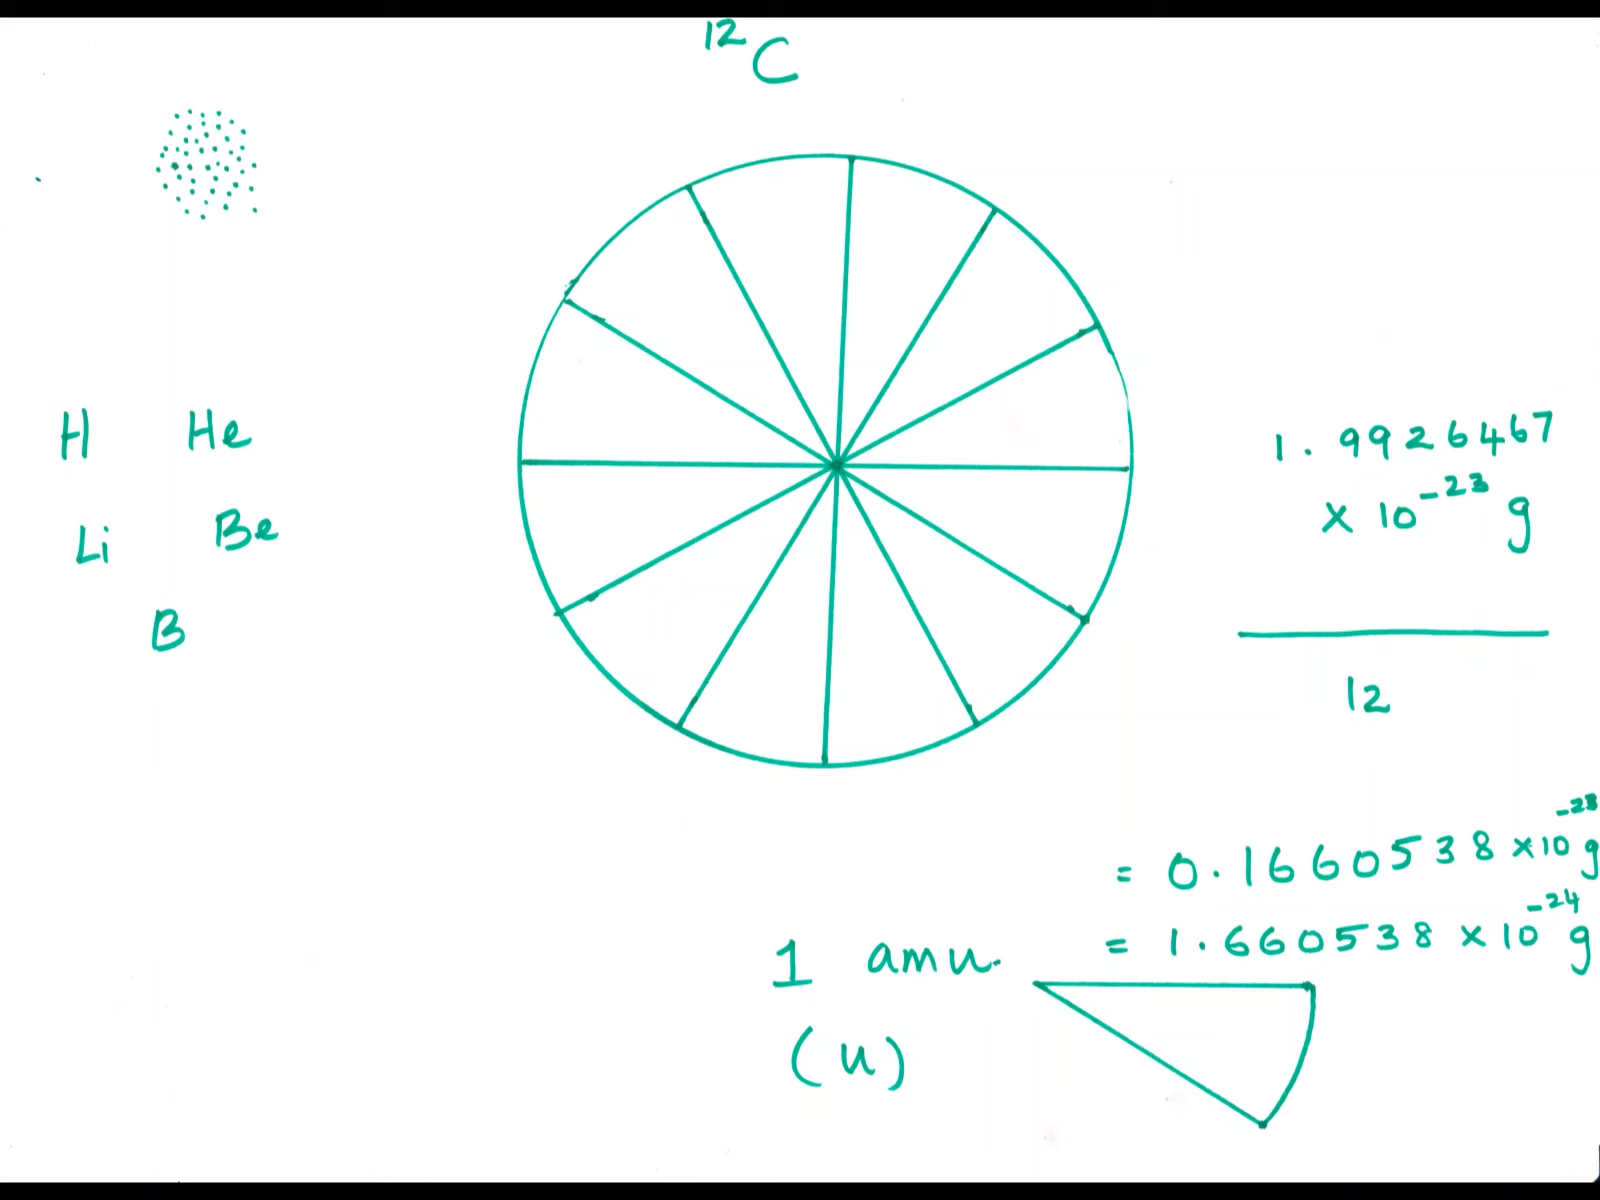 12C
H He
Li Be
B
1.9926467
× 10-23 g
12
= 0.1660538 ×10-23 g
= 1.660538 ×10-24 g
1 amu.
(u)